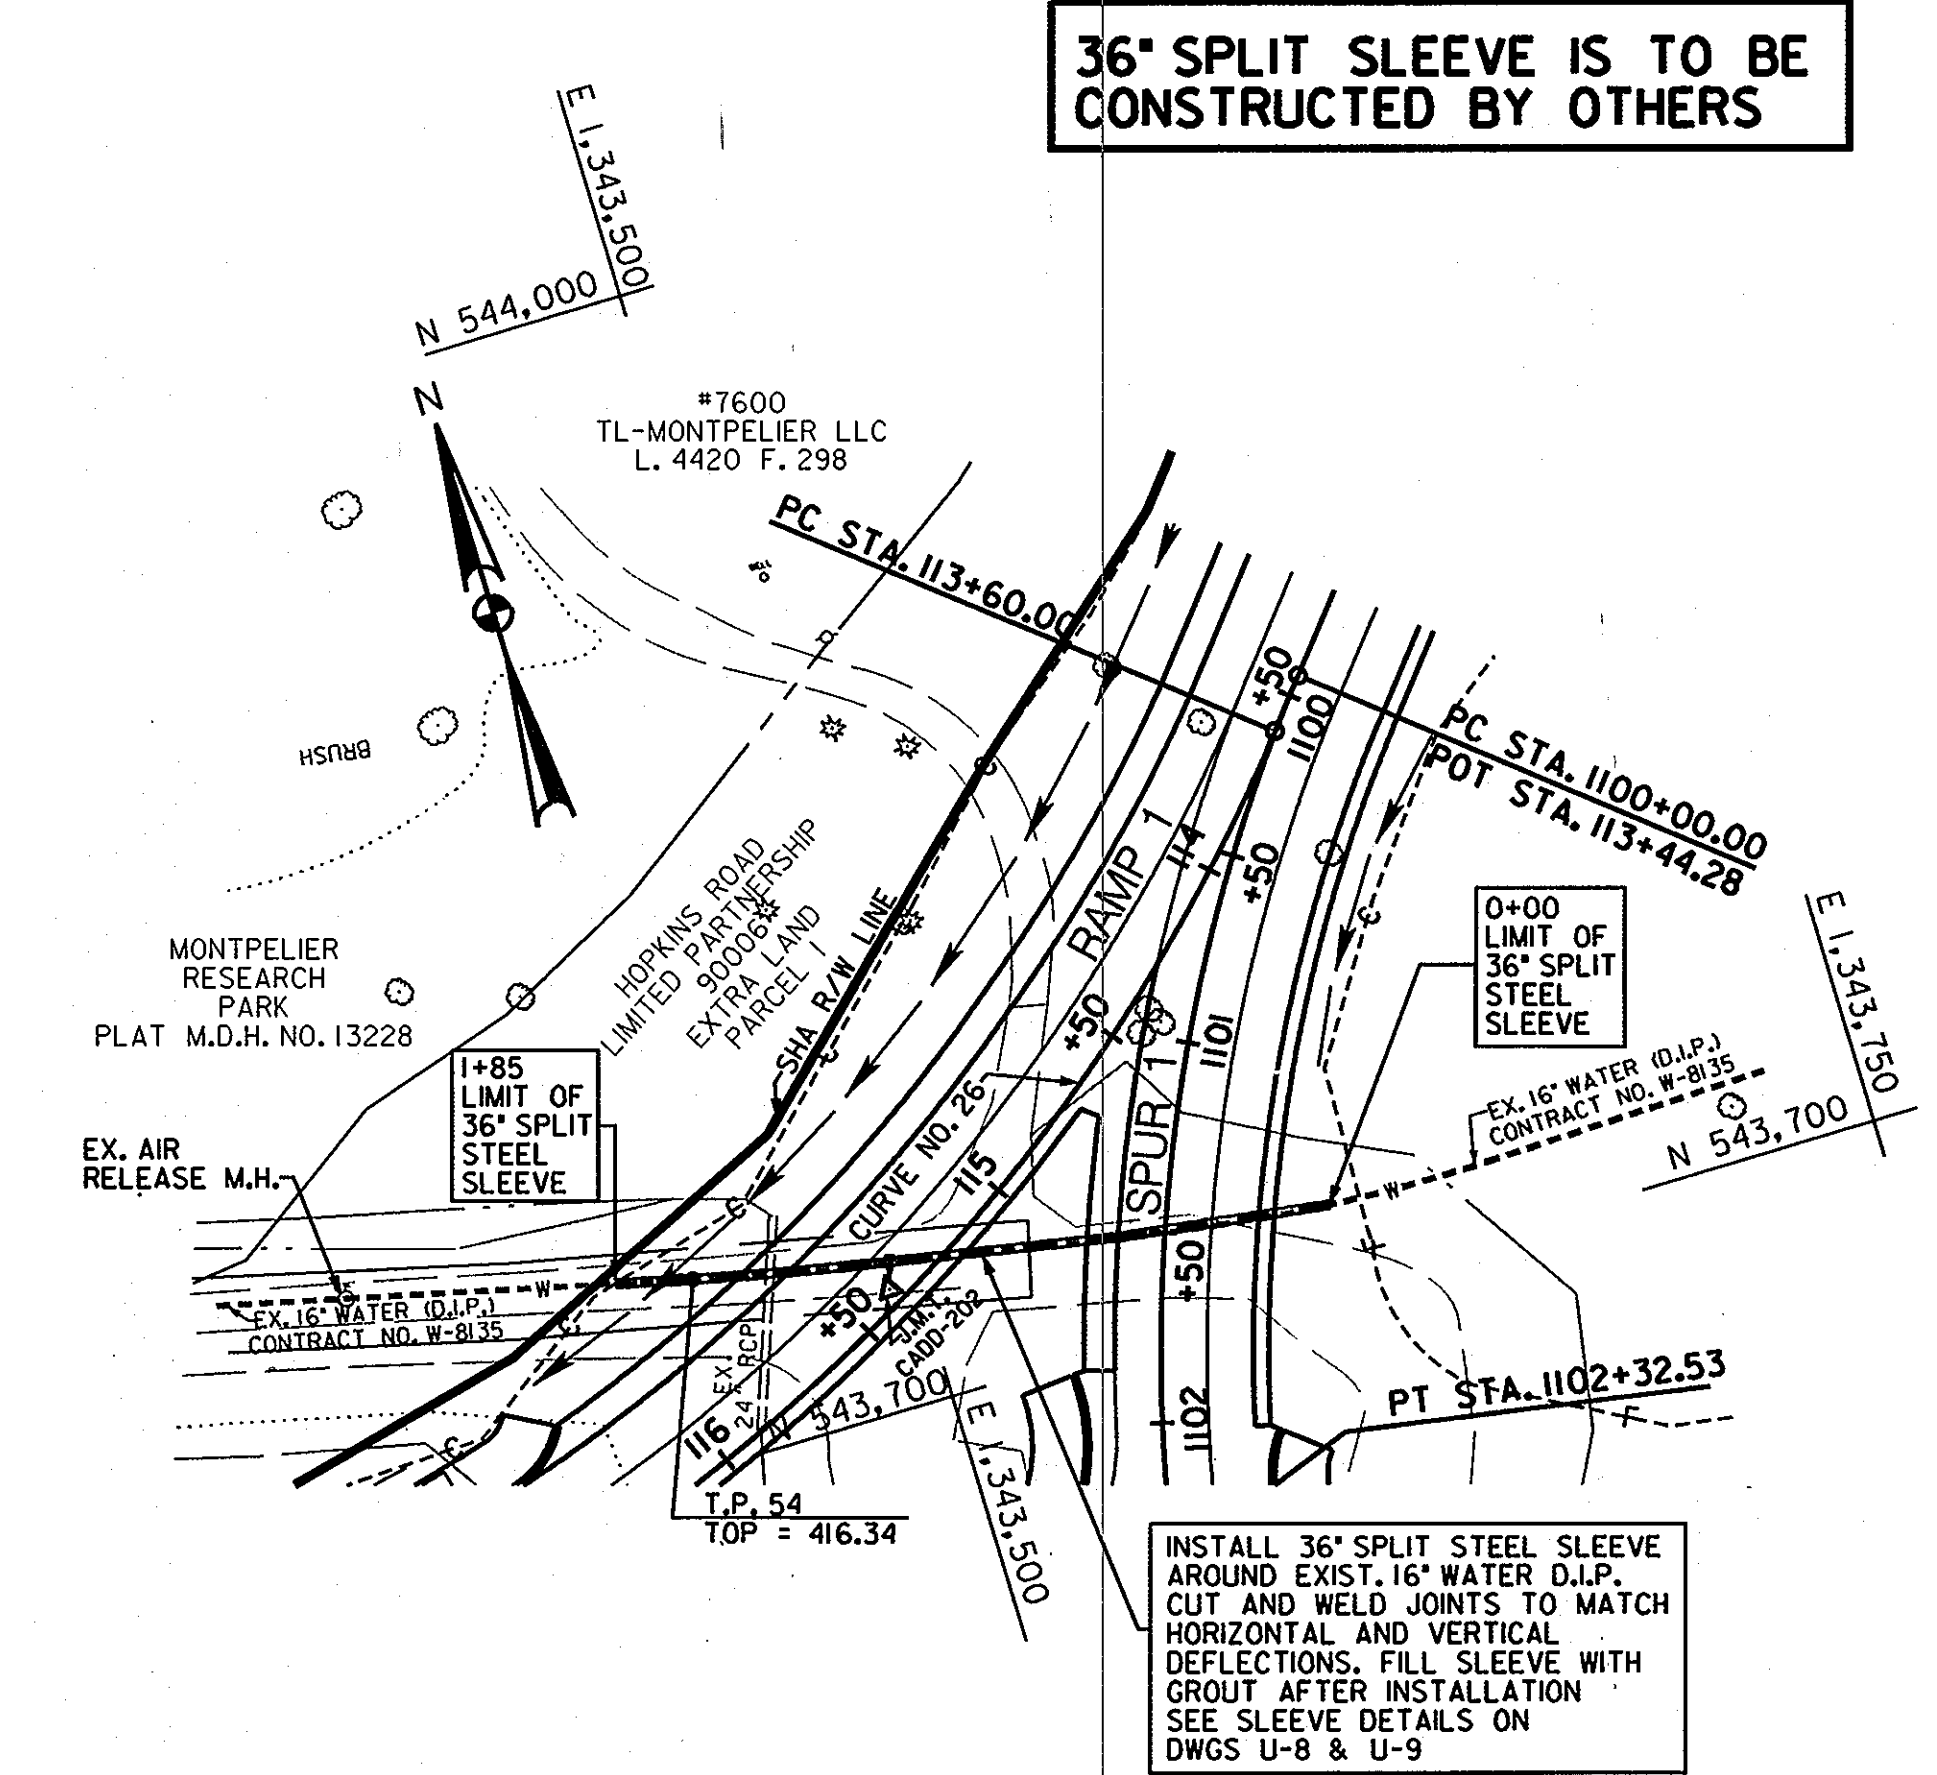 36" SPLIT SLEEVE IS TO BE
CONSTRUCTED BY OTHERS
E 1,343,500
N 544,000
N
#7600
TL-MONTPELIER LLC
L. 4420 F. 298
PC STA. 113+60.00
+50
1100
PC STA. 1100+00.00
POT STA. 113+44.28
BRUSH
HOPKINS ROAD
LIMITED PARTNERSHIP
90006
EXTRA LAND
PARCEL 1
SHA R/W LINE
RAMP 1
114
+50
0+00
LIMIT OF
36" SPLIT
STEEL
SLEEVE
E 1,343,750
N 543,700
MONTPELIER
RESEARCH
PARK
PLAT M.D.H. NO. 13228
+50
1101
SPUR 1
CURVE NO. 26
115
1+85
LIMIT OF
36" SPLIT
STEEL
SLEEVE
EX. AIR
RELEASE M.H.
EX. 16" WATER (D.I.P.)
CONTRACT NO. W-8135
W
W
EX. 16" WATER (D.I.P.)
CONTRACT NO. W-8135
+50
J.M.T.
CADD-202
+50
EX.
24" RCP
N 543,700
E 1,343,500
116
1102
PT STA. 1102+32.53
T.P. 54
TOP = 416.34
INSTALL 36" SPLIT STEEL SLEEVE
AROUND EXIST. 16" WATER D.I.P.
CUT AND WELD JOINTS TO MATCH
HORIZONTAL AND VERTICAL
DEFLECTIONS. FILL SLEEVE WITH
GROUT AFTER INSTALLATION
SEE SLEEVE DETAILS ON
DWGS U-8 & U-9